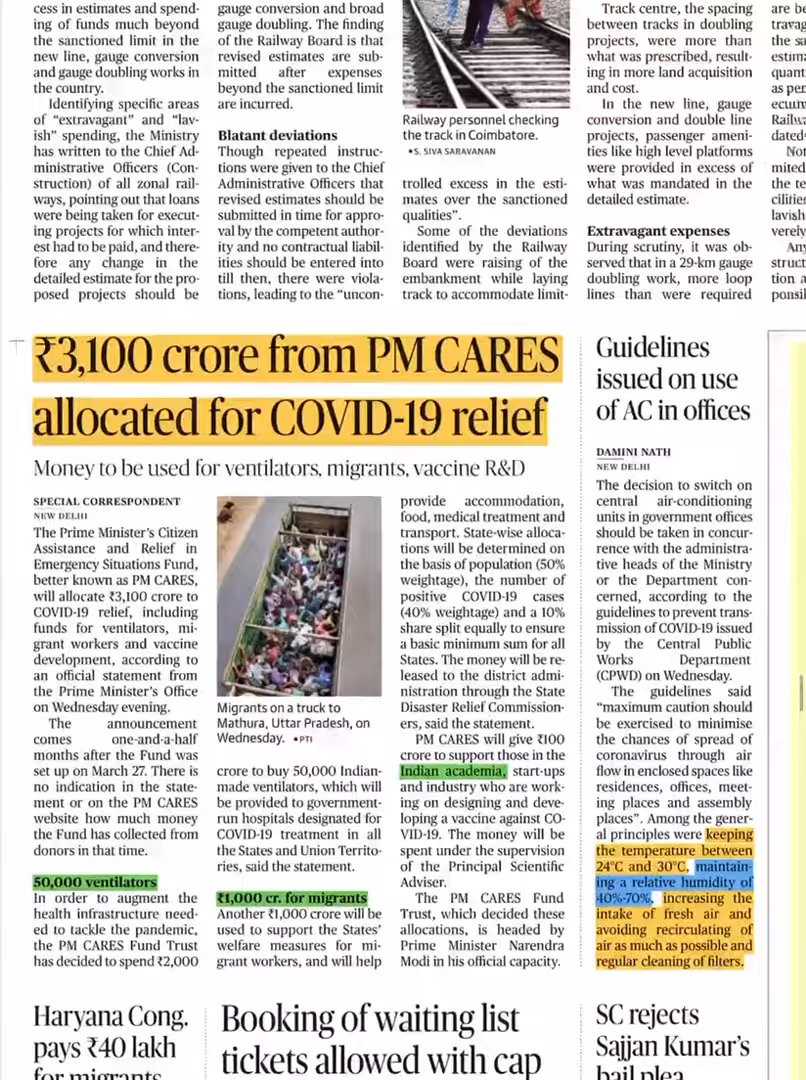 cess in estimates and spend-
ing of funds much beyond
the sanctioned limit in the
new line, gauge conversion
and gauge doubling works in
the country.
Identifying specific areas
of “extravagant” and “lav-
ish” spending, the Ministry
has written to the Chief Ad-
ministrative Officers (Con-
struction) of all zonal rail-
ways, pointing out that loans
were being taken for execut-
ing projects for which inter-
est had to be paid, and there-
fore any change in the
detailed estimate for the pro-
posed projects should be
gauge conversion and broad
gauge doubling. The finding
of the Railway Board is that
revised estimates are sub-
mitted after expenses
beyond the sanctioned limit
are incurred.
Blatant deviations
Though repeated instruc-
tions were given to the Chief
Administrative Officers that
revised estimates should be
submitted in time for appro-
val by the competent author-
ity and no contractual liabil-
ities should be entered into
till then, there were viola-
tions, leading to the “uncon-
Railway personnel checking
the track in Coimbatore.
•S. SIVA SARAVANAN
trolled excess in the esti-
mates over the sanctioned
qualities”.
Some of the deviations
identified by the Railway
Board were raising of the
embankment while laying
track to accommodate limit-
Track centre, the spacing
between tracks in doubling
projects, were more than
what was prescribed, result-
ing in more land acquisition
and cost.
In the new line, gauge
conversion and double line
projects, passenger ameni-
ties like high level platforms
were provided in excess of
what was mandated in the
detailed estimate.
Extravagant expenses
During scrutiny, it was ob-
served that in a 29-km gauge
doubling work, more loop
lines than were required
₹3,100 crore from PM CARES
allocated for COVID-19 relief
Money to be used for ventilators, migrants, vaccine R&D
SPECIAL CORRESPONDENT
NEW DELHI
The Prime Minister’s Citizen
Assistance and Relief in
Emergency Situations Fund,
better known as PM CARES,
will allocate ₹3,100 crore to
COVID-19 relief, including
funds for ventilators, mi-
grant workers and vaccine
development, according to
an official statement from
the Prime Minister’s Office
on Wednesday evening.
The announcement
comes one-and-a-half
months after the Fund was
set up on March 27. There is
no indication in the state-
ment or on the PM CARES
website how much money
the Fund has collected from
donors in that time.
50,000 ventilators
In order to augment the
health infrastructure need-
ed to tackle the pandemic,
the PM CARES Fund Trust
has decided to spend ₹2,000
Migrants on a truck to
Mathura, Uttar Pradesh, on
Wednesday. •PTI
crore to buy 50,000 Indian-
made ventilators, which will
be provided to government-
run hospitals designated for
COVID-19 treatment in all
the States and Union Territo-
ries, said the statement.
₹1,000 cr. for migrants
Another ₹1,000 crore will be
used to support the States’
welfare measures for mi-
grant workers, and will help
provide accommodation,
food, medical treatment and
transport. State-wise alloca-
tions will be determined on
the basis of population (50%
weightage), the number of
positive COVID-19 cases
(40% weightage) and a 10%
share split equally to ensure
a basic minimum sum for all
States. The money will be re-
leased to the district admi-
nistration through the State
Disaster Relief Commission-
ers, said the statement.
PM CARES will give ₹100
crore to support those in the
Indian academia, start-ups
and industry who are work-
ing on designing and deve-
loping a vaccine against CO-
VID-19. The money will be
spent under the supervision
of the Principal Scientific
Adviser.
The PM CARES Fund
Trust, which decided these
allocations, is headed by
Prime Minister Narendra
Modi in his official capacity.
Guidelines
issued on use
of AC in offices
DAMINI NATH
NEW DELHI
The decision to switch on
central air-conditioning
units in government offices
should be taken in concur-
rence with the administra-
tive heads of the Ministry
or the Department con-
cerned, according to the
guidelines to prevent trans-
mission of COVID-19 issued
by the Central Public
Works Department
(CPWD) on Wednesday.
The guidelines said
“maximum caution should
be exercised to minimise
the chances of spread of
coronavirus through air
flow in enclosed spaces like
residences, offices, meet-
ing places and assembly
places”. Among the gener-
al principles were keeping
the temperature between
24°C and 30°C, maintain-
ing a relative humidity of
40%-70%, increasing the
intake of fresh air and
avoiding recirculating of
air as much as possible and
regular cleaning of filters.
Haryana Cong.
pays ₹40 lakh
for migrants
Booking of waiting list
tickets allowed with cap
SC rejects
Sajjan Kumar’s
bail plea